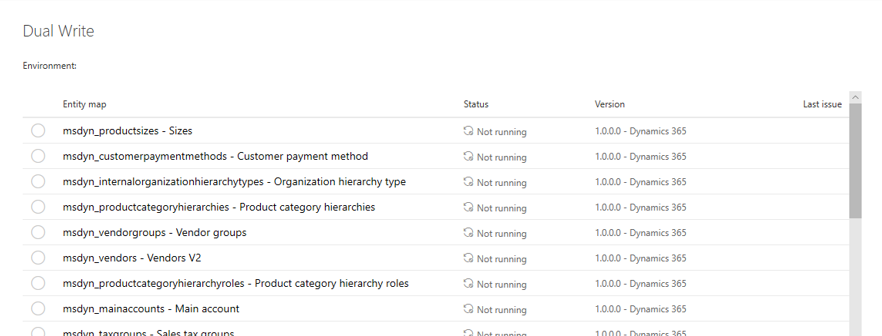 Dual Write
Environment:
Entity map Status Version Last issue
msdyn_productsizes - Sizes Not running 1.0.0.0 - Dynamics 365
msdyn_customerpaymentmethods - Customer payment method Not running 1.0.0.0 - Dynamics 365
msdyn_internalorganizationhierarchytypes - Organization hierarchy type Not running 1.0.0.0 - Dynamics 365
msdyn_productcategoryhierarchies - Product category hierarchies Not running 1.0.0.0 - Dynamics 365
msdyn_vendorgroups - Vendor groups Not running 1.0.0.0 - Dynamics 365
msdyn_vendors - Vendors V2 Not running 1.0.0.0 - Dynamics 365
msdyn_productcategoryhierarchyroles - Product category hierarchy roles Not running 1.0.0.0 - Dynamics 365
msdyn_mainaccounts - Main account Not running 1.0.0.0 - Dynamics 365
msdyn_taxgroups - Sales tax groups Not running 1.0.0.0 - Dynamics 365